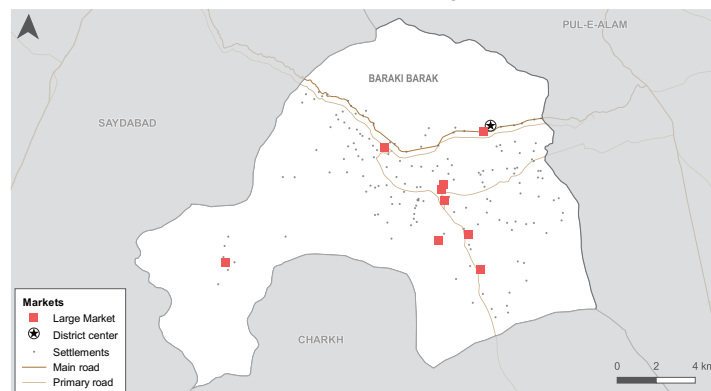 PUL-E-ALAM
BARAKI BARAK
SAYDABAD
CHARKH
Markets
Large Market
District center
Settlements
Main road
Primary road
0 2 4 km